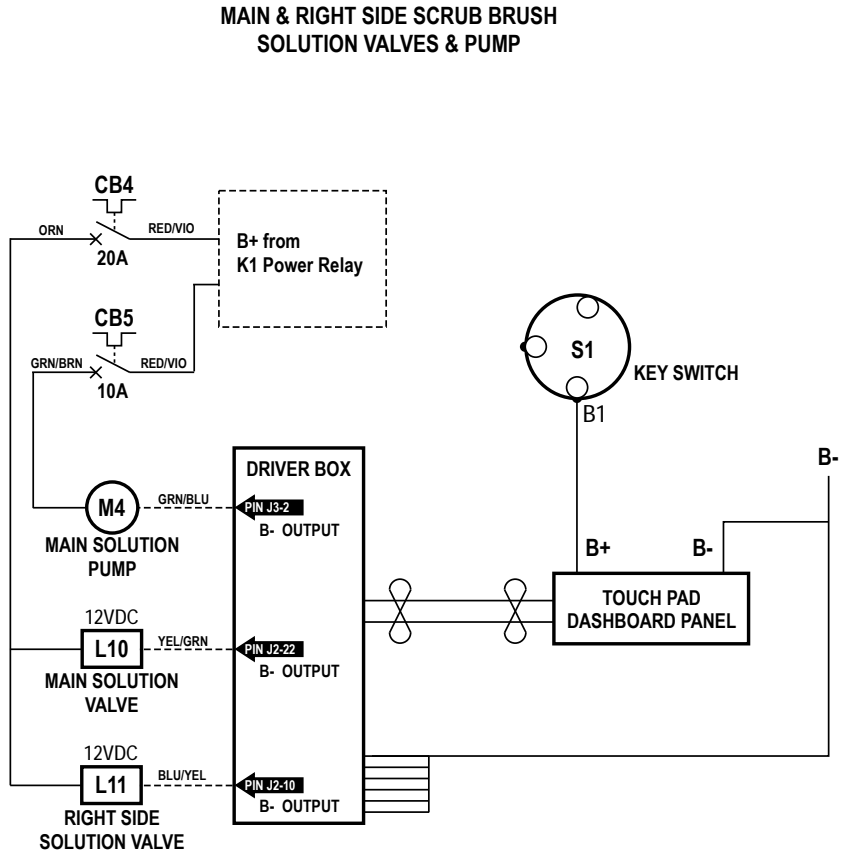 MAIN & RIGHT SIDE SCRUB BRUSH
SOLUTION VALVES & PUMP
CB4
ORN
RED/VIO
20A
B+ from
K1 Power Relay
CB5
GRN/BRN
RED/VIO
10A
S1
KEY SWITCH
B1
B-
DRIVER BOX
M4
GRN/BLU
PIN J3-2
B- OUTPUT
MAIN SOLUTION
PUMP
B+
B-
TOUCH PAD
DASHBOARD PANEL
12VDC
L10
YEL/GRN
PIN J2-22
B- OUTPUT
MAIN SOLUTION
VALVE
12VDC
L11
BLU/YEL
PIN J2-10
B- OUTPUT
RIGHT SIDE
SOLUTION VALVE